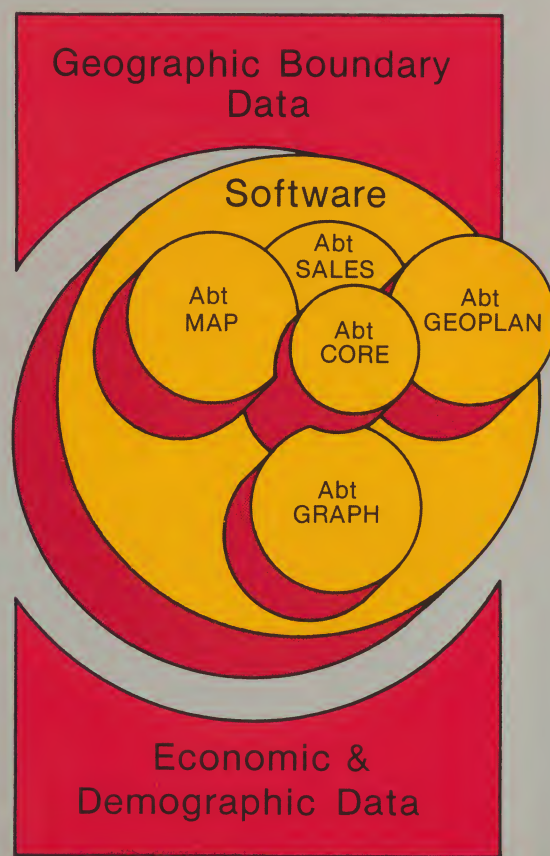 Geographic Boundary
Data
Software
Abt
SALES
Abt
MAP
Abt
GEOPLAN
Abt
CORE
Abt
GRAPH
Economic &
Demographic Data